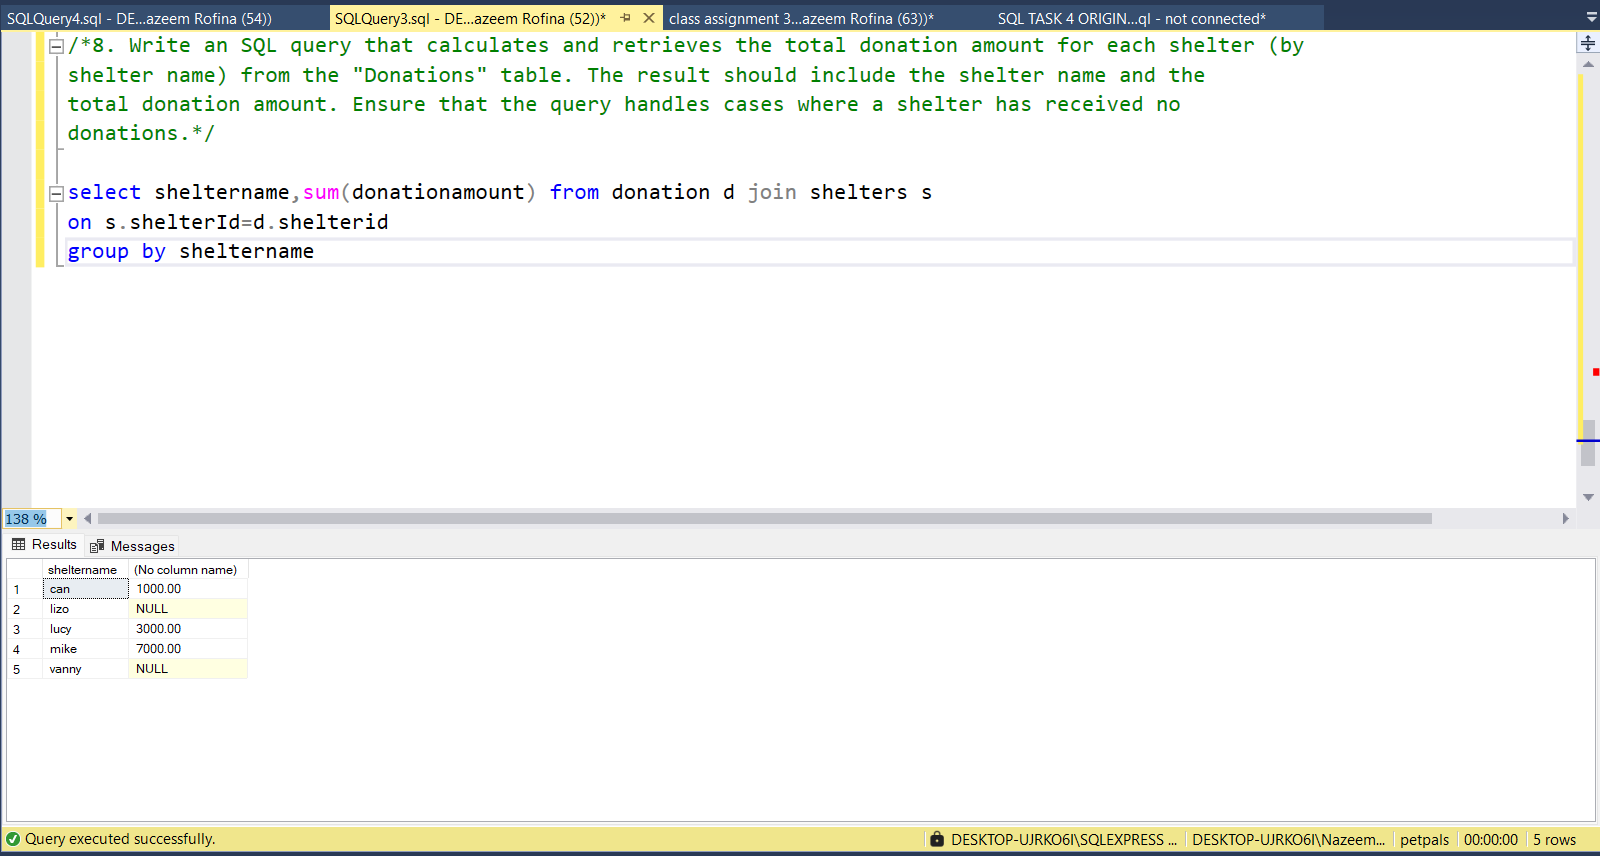 SQLQuery4.sql - DE...azeem Rofina (54))
SQLQuery3.sql - DE...azeem Rofina (52))*
class assignment 3...azeem Rofina (63))*
SQL TASK 4 ORIGIN...ql - not connected*
/*8. Write an SQL query that calculates and retrieves the total donation amount for each shelter (by
shelter name) from the "Donations" table. The result should include the shelter name and the
total donation amount. Ensure that the query handles cases where a shelter has received no
donations.*/
select sheltername,sum(donationamount) from donation d join shelters s
on s.shelterId=d.shelterid
group by sheltername
138 %
Results Messages
sheltername (No column name)
1 can 1000.00
2 lizo NULL
3 lucy 3000.00
4 mike 7000.00
5 vanny NULL
Query executed successfully. DESKTOP-UJRKO6I\SQLEXPRESS ... DESKTOP-UJRKO6I\Nazeem... petpals 00:00:00 5 rows